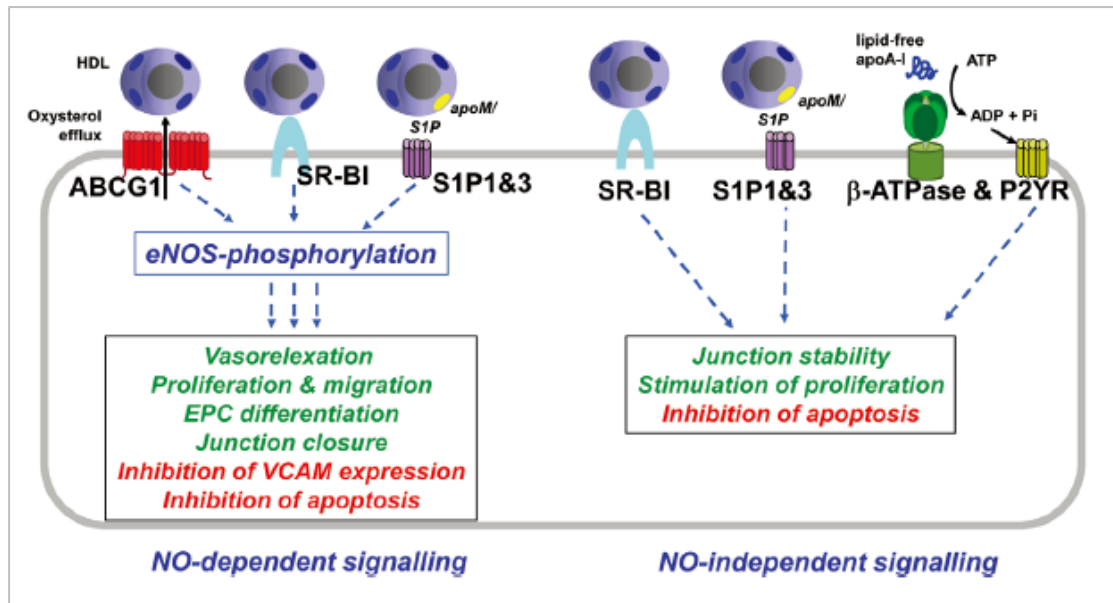 HDL
Oxysterol
efflux
ABCG1
SR-BI
apoM/
S1P
S1P1&3
SR-BI
apoM/
S1P
S1P1&3
lipid-free
apoA-I
ATP
ADP + Pi
β-ATPase & P2YR
eNOS-phosphorylation
Vasorelexation
Proliferation & migration
EPC differentiation
Junction closure
Inhibition of VCAM expression
Inhibition of apoptosis
Junction stability
Stimulation of proliferation
Inhibition of apoptosis
NO-dependent signalling
NO-independent signalling